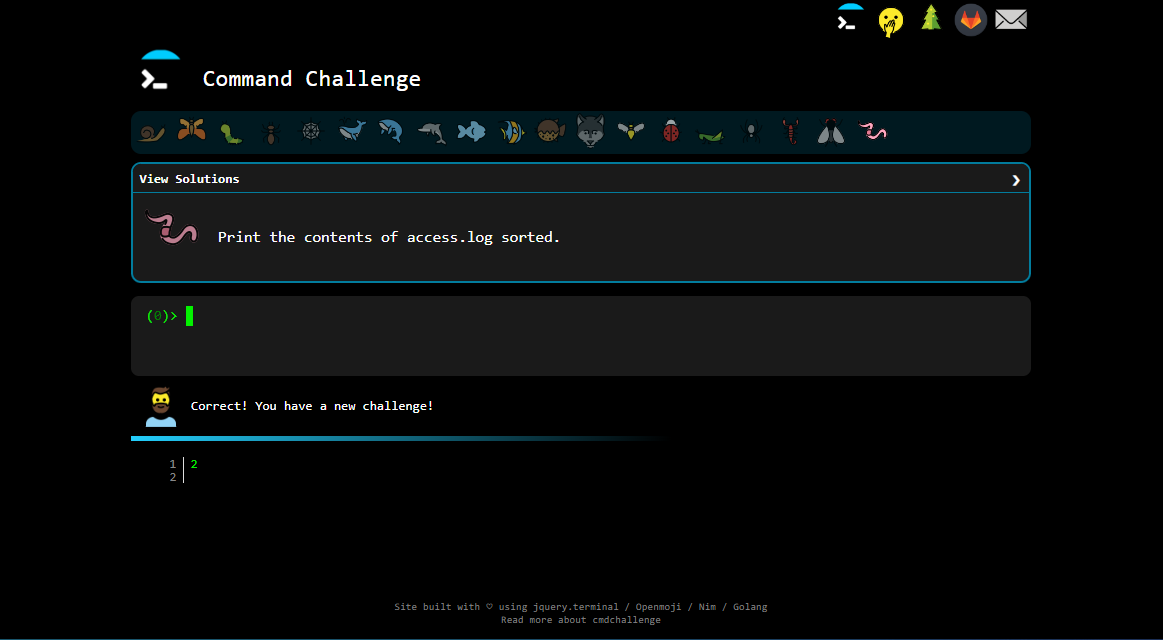 Command Challenge
View Solutions
Print the contents of access.log sorted.
(0)>
Correct! You have a new challenge!
1 2
2
Site built with ♡ using jquery.terminal / Openmoji / Nim / Golang
Read more about cmdchallenge